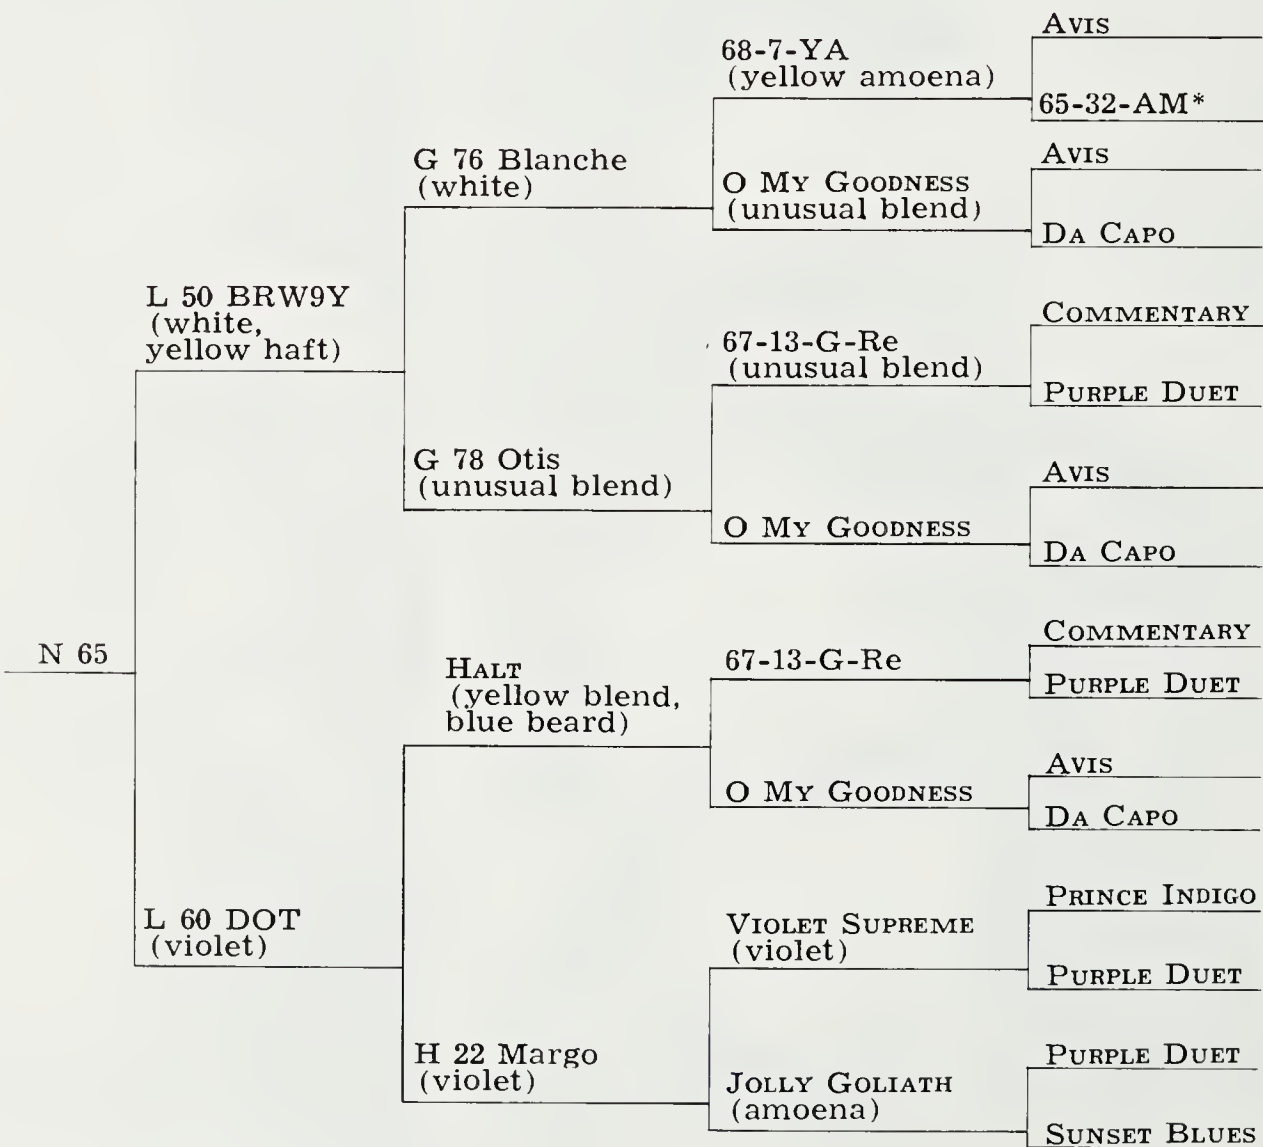 AVIS
68-7-YA
(yellow amoena)
65-32-AM*
G 76 Blanche
(white)
AVIS
O MY GOODNESS
(unusual blend)
DA CAPO
L 50 BRW9Y
(white,
yellow haft)
COMMENTARY
67-13-G-Re
(unusual blend)
PURPLE DUET
G 78 Otis
(unusual blend)
AVIS
O MY GOODNESS
DA CAPO
N 65
COMMENTARY
HALT
(yellow blend,
blue beard)
67-13-G-Re
PURPLE DUET
AVIS
O MY GOODNESS
DA CAPO
L 60 DOT
(violet)
PRINCE INDIGO
VIOLET SUPREME
(violet)
PURPLE DUET
H 22 Margo
(violet)
PURPLE DUET
JOLLY GOLIATH
(amoena)
SUNSET BLUES